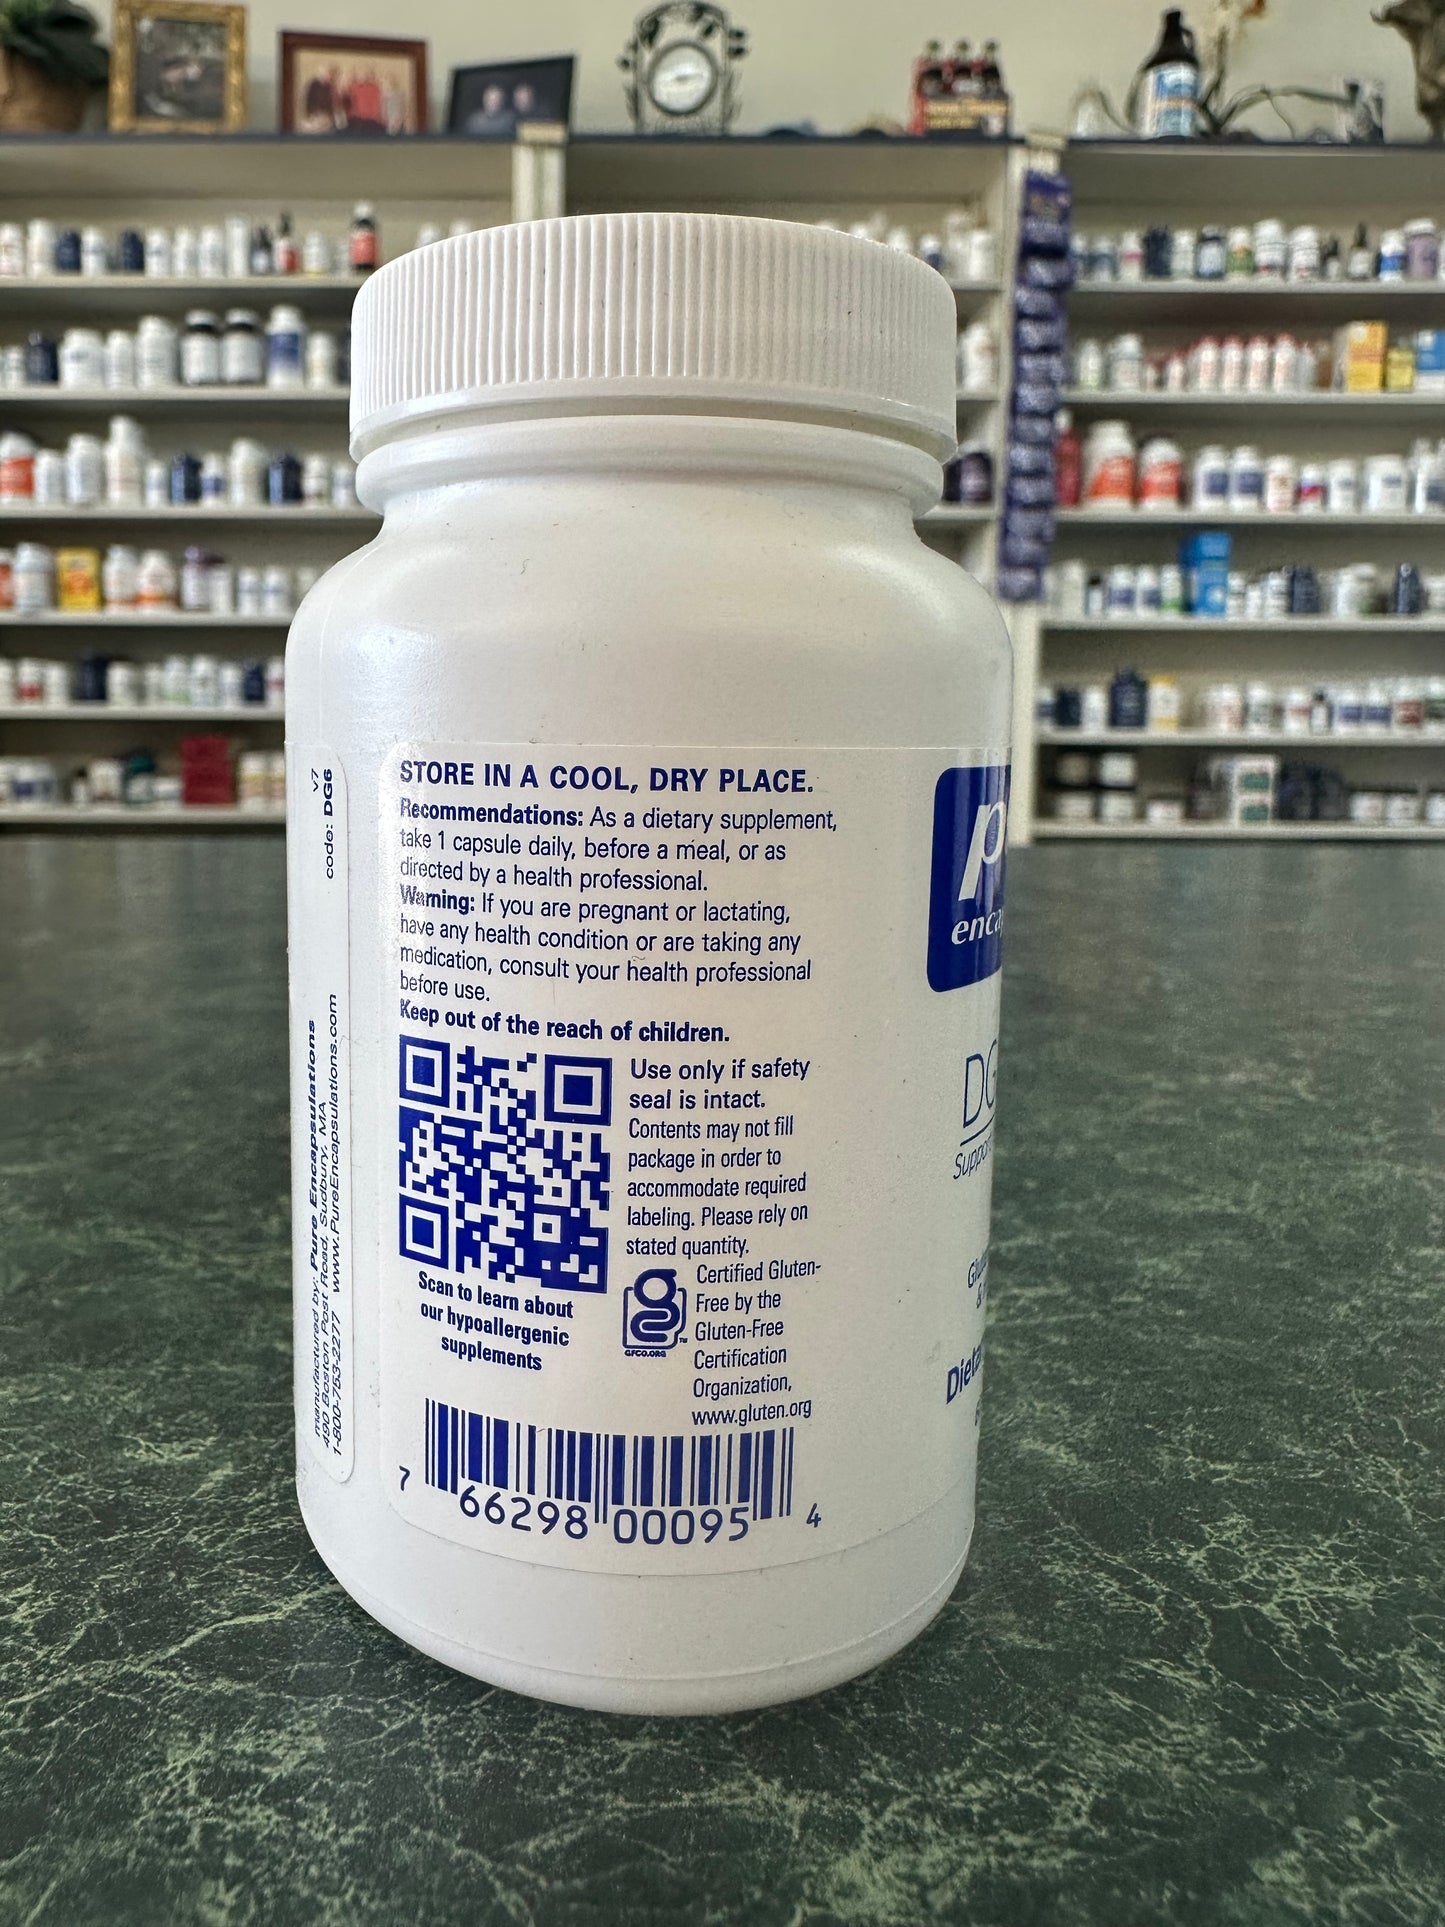 v7
code: DG6
manufactured by: Pure Encapsulations
490 Boston Post Road, Sudbury, MA
1-800-753-2277 www.PureEncapsulations.com
STORE IN A COOL, DRY PLACE.
Recommendations: As a dietary supplement,
take 1 capsule daily, before a meal, or as
directed by a health professional.
Warning: If you are pregnant or lactating,
have any health condition or are taking any
medication, consult your health professional
before use.
Keep out of the reach of children.
Use only if safety
seal is intact.
Contents may not fill
package in order to
accommodate required
labeling. Please rely on
stated quantity.
Scan to learn about
our hypoallergenic
supplements
GFCO.ORG
TM
Certified Gluten-
Free by the
Gluten-Free
Certification
Organization,
www.gluten.org
7 66298 00095 4
p
enca
DG